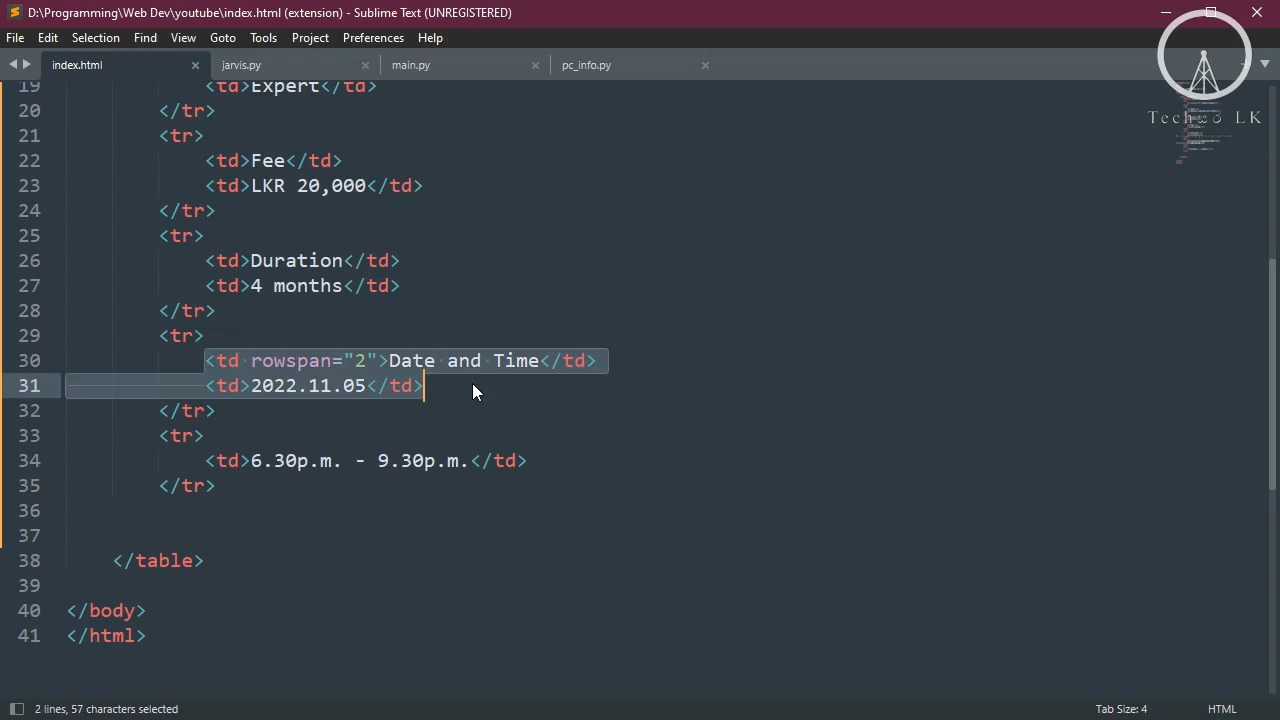 D:\Programming\Web Dev\youtube\index.html (extension) - Sublime Text (UNREGISTERED)
File Edit Selection Find View Goto Tools Project Preferences Help
index.html jarvis.py main.py pc_info.py
Techwo LK
19 <td>Expert</td>
20 </tr>
21 <tr>
22 <td>Fee</td>
23 <td>LKR 20,000</td>
24 </tr>
25 <tr>
26 <td>Duration</td>
27 <td>4 months</td>
28 </tr>
29 <tr>
30 <td rowspan="2">Date and Time</td>
31 <td>2022.11.05</td>
32 </tr>
33 <tr>
34 <td>6.30p.m. - 9.30p.m.</td>
35 </tr>
36
37
38 </table>
39
40 </body>
41 </html>
2 lines, 57 characters selected Tab Size: 4 HTML